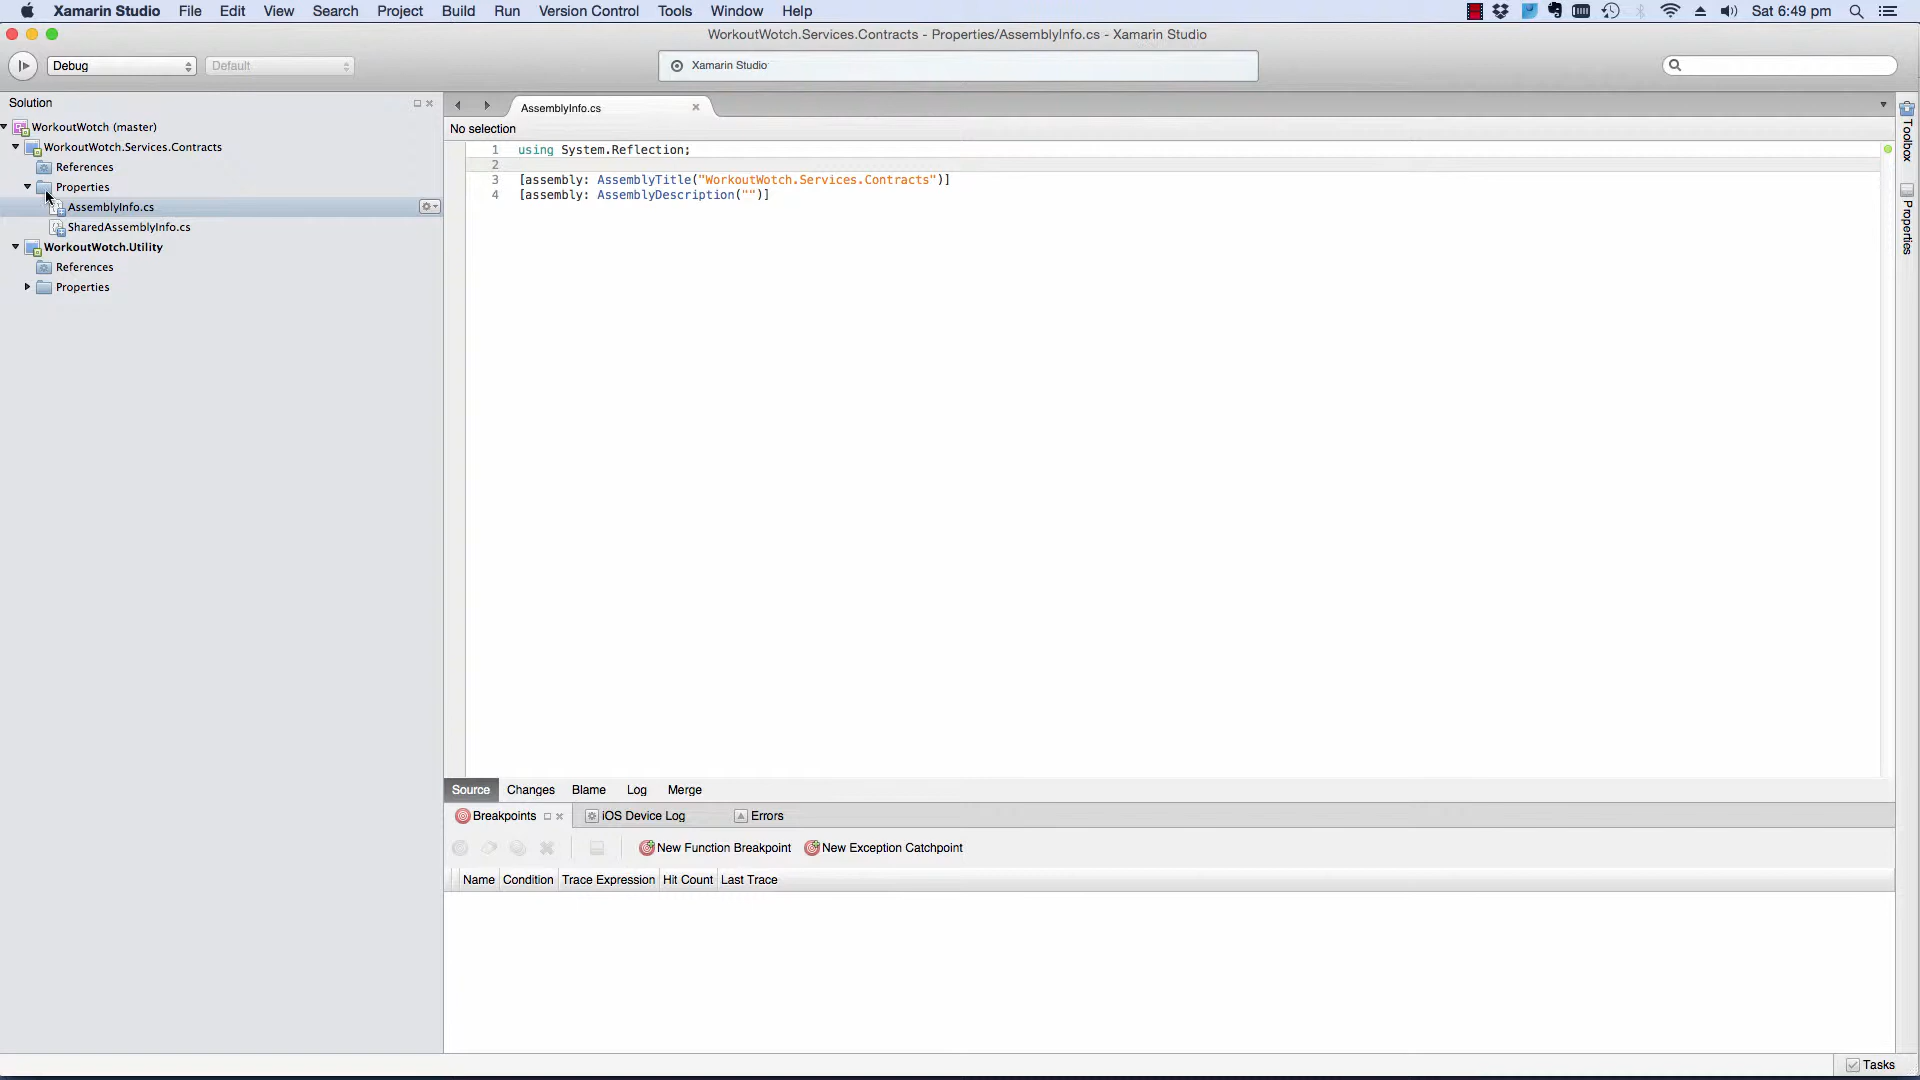 Xamarin Studio File Edit View Search Project Build Run Version Control Tools Window Help Sat 6:49 pm
WorkoutWotch.Services.Contracts - Properties/AssemblyInfo.cs - Xamarin Studio
Debug Default Xamarin Studio
Solution
WorkoutWotch (master)
WorkoutWotch.Services.Contracts
References
Properties
AssemblyInfo.cs
SharedAssemblyInfo.cs
WorkoutWotch.Utility
References
Properties
AssemblyInfo.cs
No selection
1 using System.Reflection;
2
3 [assembly: AssemblyTitle("WorkoutWotch.Services.Contracts")]
4 [assembly: AssemblyDescription("")]
Source Changes Blame Log Merge
Breakpoints iOS Device Log Errors
New Function Breakpoint New Exception Catchpoint
Name Condition Trace Expression Hit Count Last Trace
Toolbox
Properties
Tasks